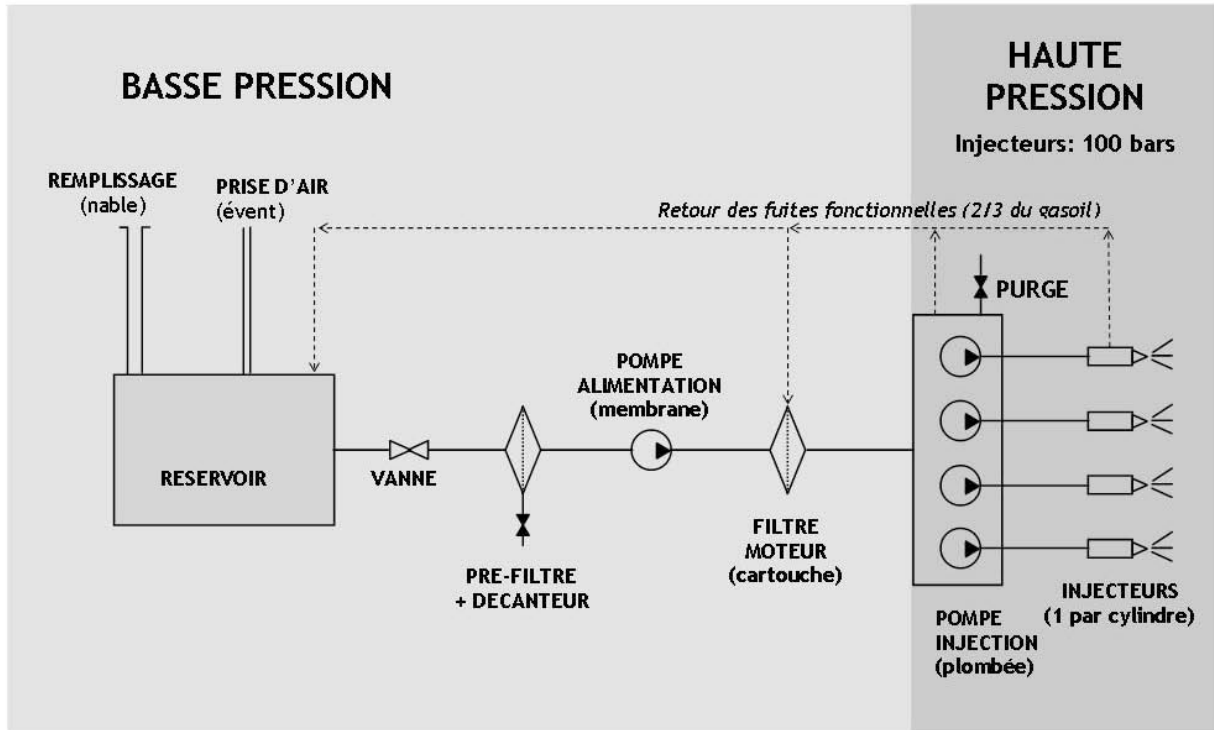 BASSE PRESSION
HAUTE
PRESSION
Injecteurs: 100 bars
REMPLISSAGE
(nable)
PRISE D'AIR
(évent)
Retour des fuites fonctionnelles (2/3 du gasoil)
PURGE
POMPE
ALIMENTATION
(membrane)
RESERVOIR
VANNE
PRE-FILTRE
+ DECANTEUR
FILTRE
MOTEUR
(cartouche)
POMPE
INJECTION
(plombée)
INJECTEURS
(1 par cylindre)